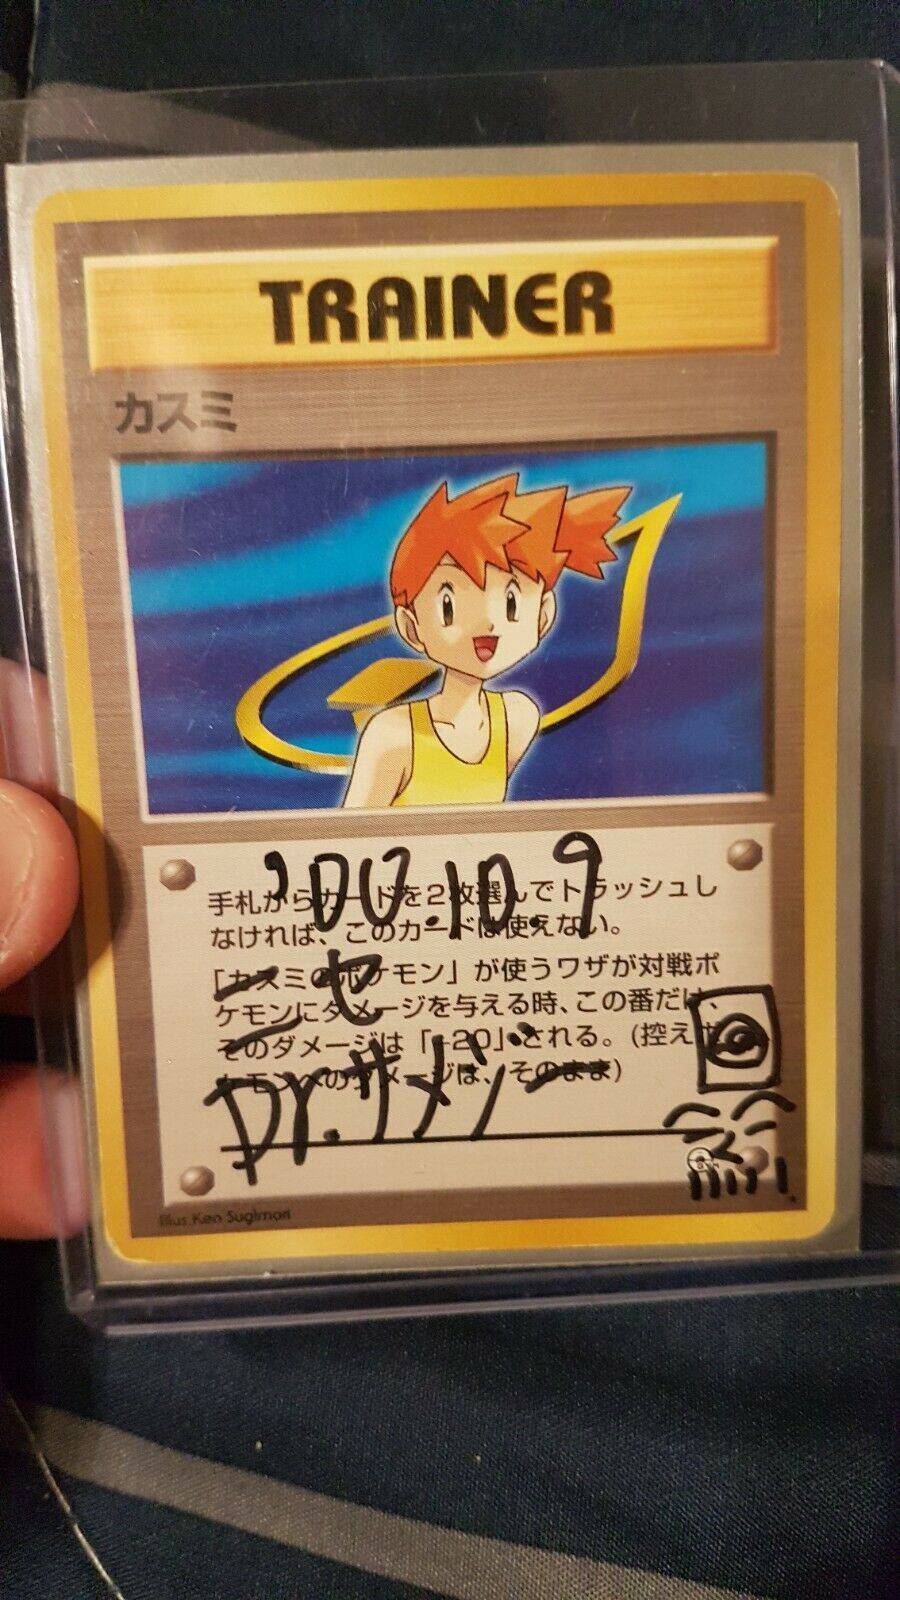 TRAINER
カスミ
'00.10.9
手札からカードを2枚選んでトラッシュし
なければ、このカードは使えない。
「カスミのポケモン」が使うワザが対戦ポ
ケモンにダメージを与える時、この番だけ、
そのダメージは「+20」される。(控えポ
ケモンへのダメージは、そのまま)
ニセ
Dr.サメジー
Illus Ken Sugimori